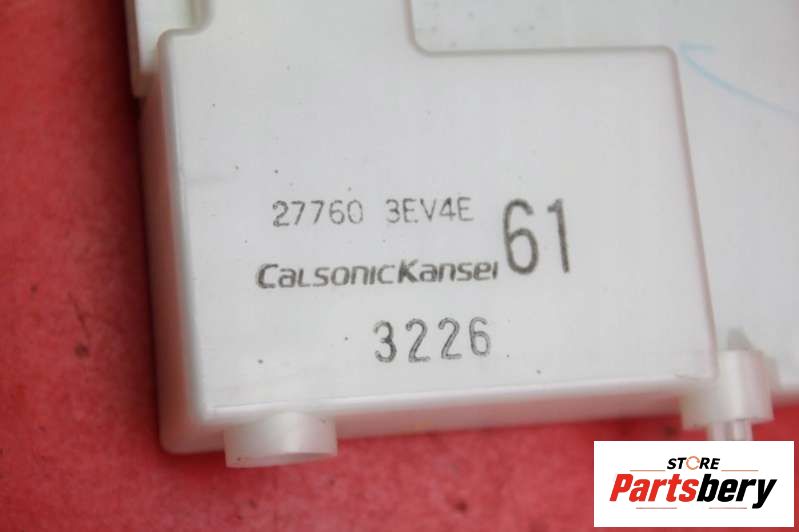 27760 3EV4E
61
CalsonicKansei
3226
STORE
Partsbery